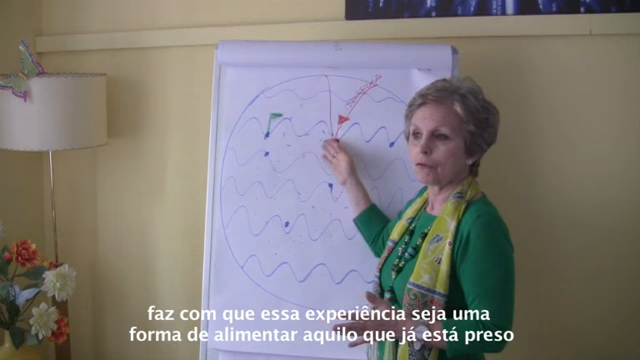 faz com que essa experiência seja uma
forma de alimentar aquilo que já está preso